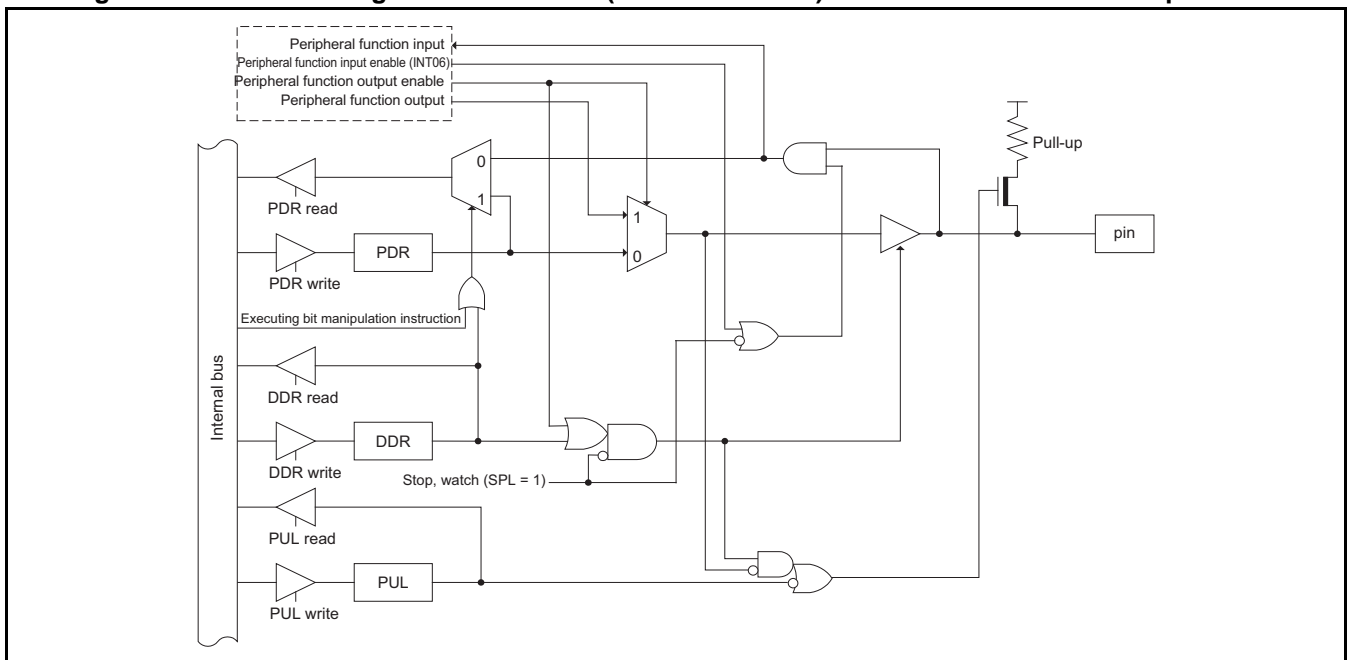 Peripheral function input
Peripheral function input enable (INT06)
Peripheral function output enable
Peripheral function output
Pull-up
0
1
PDR read
1
pin
PDR
0
PDR write
Executing bit manipulation instruction
Internal bus
DDR read
DDR
DDR write
Stop, watch (SPL = 1)
PUL read
PUL
PUL write